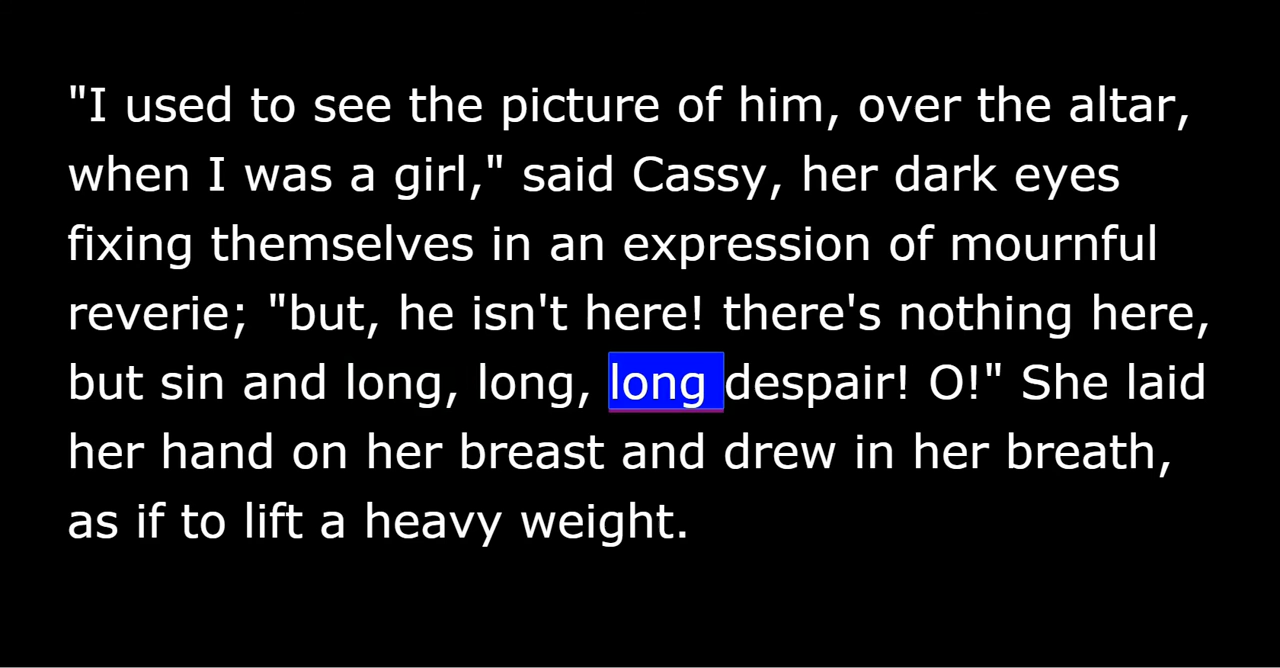 "I used to see the picture of him, over the altar,
when I was a girl," said Cassy, her dark eyes
fixing themselves in an expression of mournful
reverie; "but, he isn't here! there's nothing here,
but sin and long, long, long despair! O!" She laid
her hand on her breast and drew in her breath,
as if to lift a heavy weight.